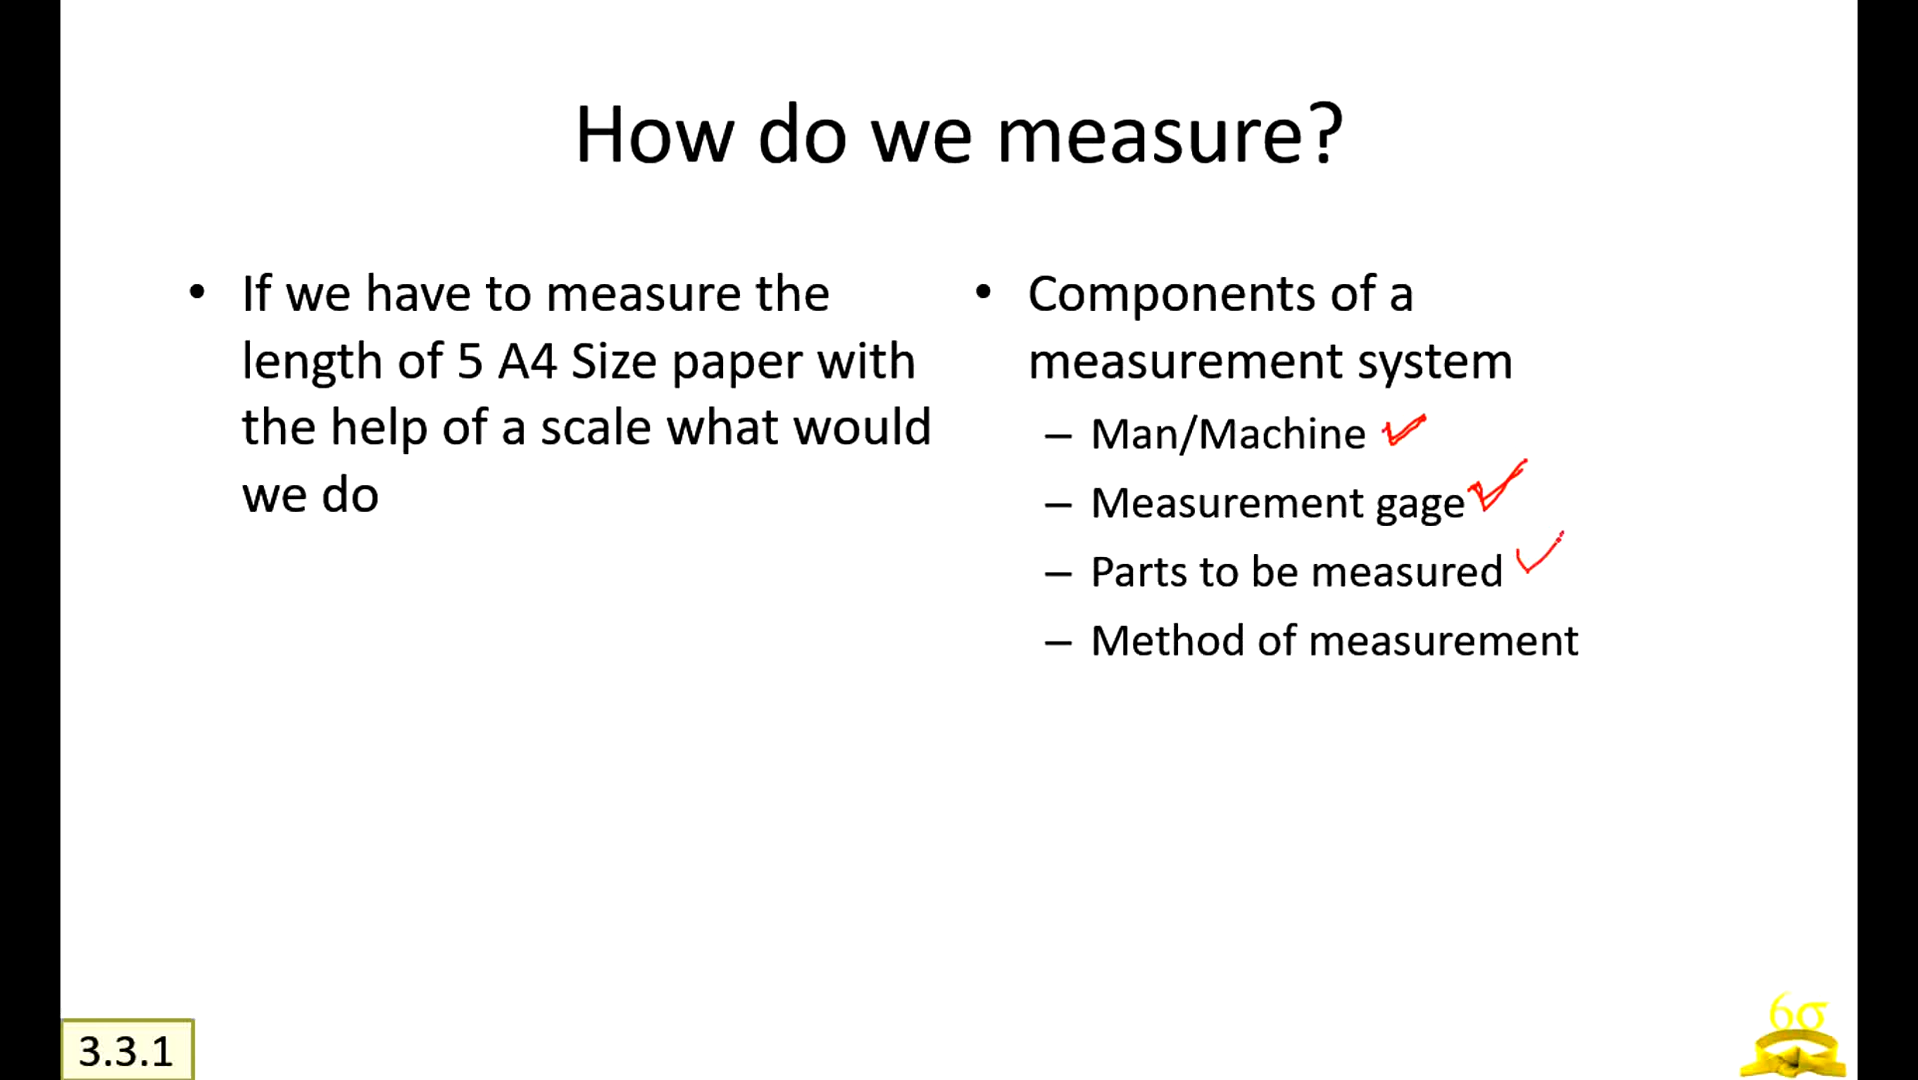 How do we measure?
• If we have to measure the
length of 5 A4 Size paper with
the help of a scale what would
we do
• Components of a
measurement system
– Man/Machine
– Measurement gage
– Parts to be measured
– Method of measurement
3.3.1
6σ